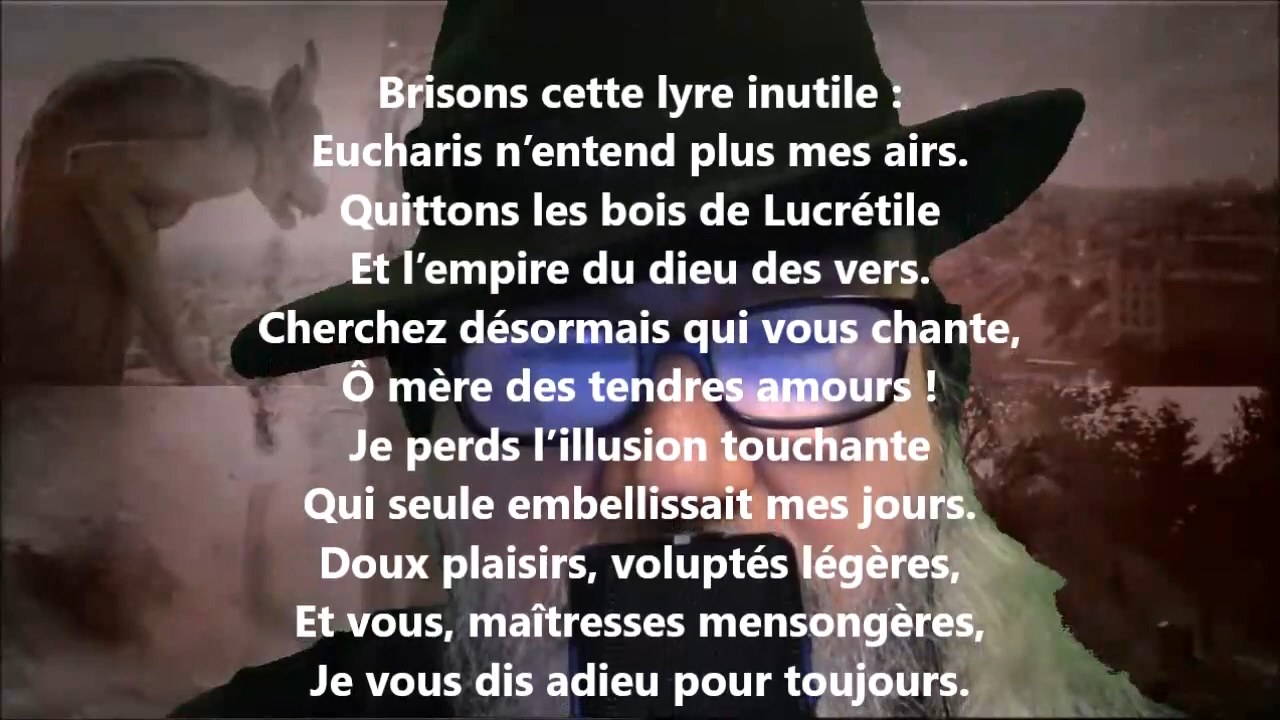 Brisons cette lyre inutile :
Eucharis n’entend plus mes airs.
Quittons les bois de Lucrétile
Et l’empire du dieu des vers.
Cherchez désormais qui vous chante,
Ô mère des tendres amours !
Je perds l’illusion touchante
Qui seule embellissait mes jours.
Doux plaisirs, voluptés légères,
Et vous, maîtresses mensongères,
Je vous dis adieu pour toujours.